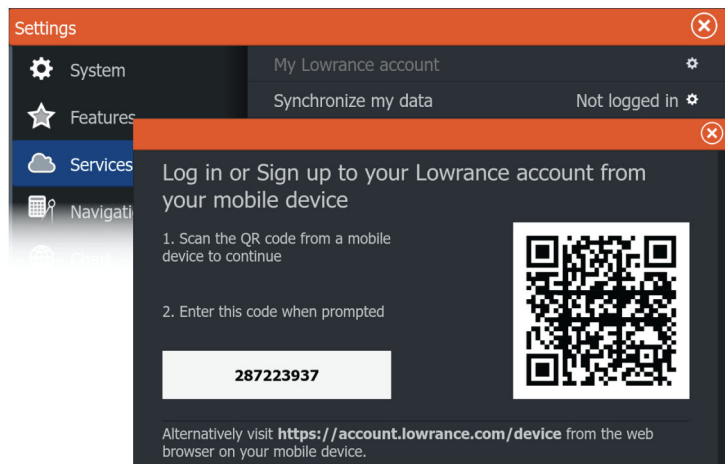 Settings
System
Features
Services
Navigati
Chart
My Lowrance account
Synchronize my data Not logged in
Log in or Sign up to your Lowrance account from
your mobile device
1. Scan the QR code from a mobile
device to continue
2. Enter this code when prompted
287223937
Alternatively visit https://account.lowrance.com/device from the web
browser on your mobile device.